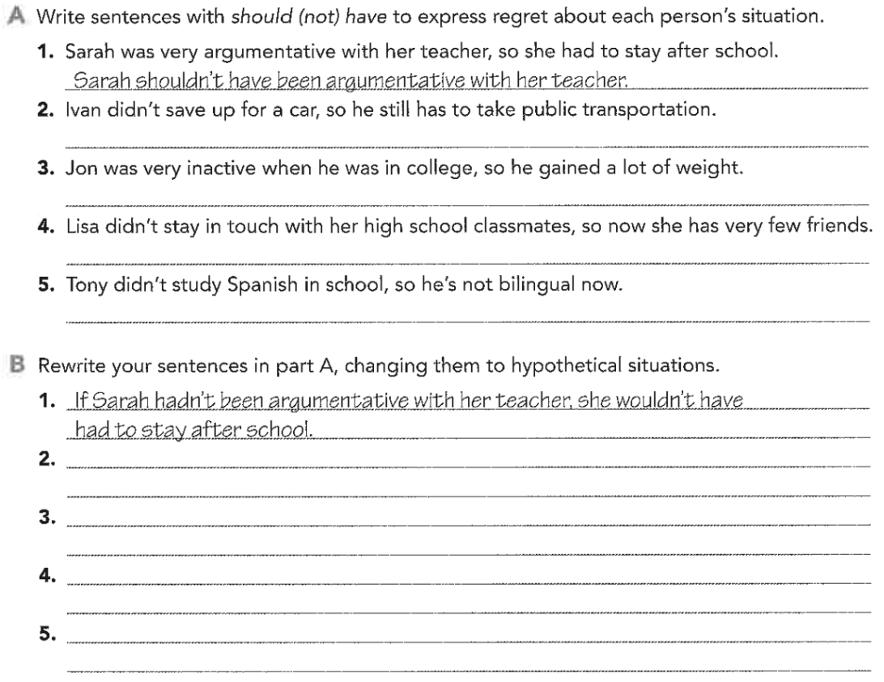 A Write sentences with should (not) have to express regret about each person's situation.
1. Sarah was very argumentative with her teacher, so she had to stay after school.
Sarah shouldn't have been argumentative with her teacher.
2. Ivan didn't save up for a car, so he still has to take public transportation.
3. Jon was very inactive when he was in college, so he gained a lot of weight.
4. Lisa didn't stay in touch with her high school classmates, so now she has very few friends.
5. Tony didn't study Spanish in school, so he's not bilingual now.
B Rewrite your sentences in part A, changing them to hypothetical situations.
1. If Sarah hadn't been argumentative with her teacher, she wouldn't have
had to stay after school.
2.
3.
4.
5.